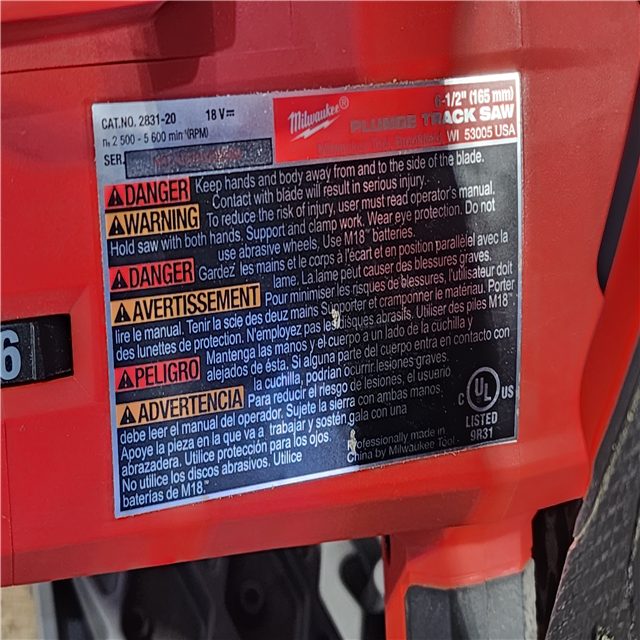 CAT.NO. 2831-20 18 V
n₀ 2 500 - 5 600 min⁻¹(RPM)
SER.
Milwaukee®
6-1/2" (165 mm)
PLUNGE TRACK SAW
WI 53005 USA
DANGER Keep hands and body away from and to the side of the blade.
Contact with blade will result in serious injury.
WARNING To reduce the risk of injury, user must read operator's manual.
Hold saw with both hands. Support and clamp work. Wear eye protection. Do not
use abrasive wheels, Use M18™ batteries.
DANGER Gardez les mains et le corps à l'écart et en position parallèle avec la
lame. La lame peut causer des blessures graves.
AVERTISSEMENT Pour minimiser les risques de blessures, l'utilisateur doit
lire le manual. Tenir la scie des deux mains Supporter et cramponner le matériau. Porter
des lunettes de protection. N'employez pas les disques abrasils. Utiliser des piles M18™
PELIGRO Mantenga las manos y el cuerpo a un lado de la cuchilla y
alejados de ésta. Si alguna parte del cuerpo entra en contacto con
la cuchilla, podrían ocurrir lesiones graves.
ADVERTENCIA Para reducir el riesgo de lesiones, el usuario
debe leer el manual del operador. Sujete la sierra con ambas manos.
Apoye la pieza en la que va a trabajar y sostén gala con una
abrazadera. Utilice protección para los ojos.
No utilice los discos abrasivos. Utilice
baterías de M18.™
Professionally made in
China by Milwaukee Tool
C UL US
LISTED
9R31
6